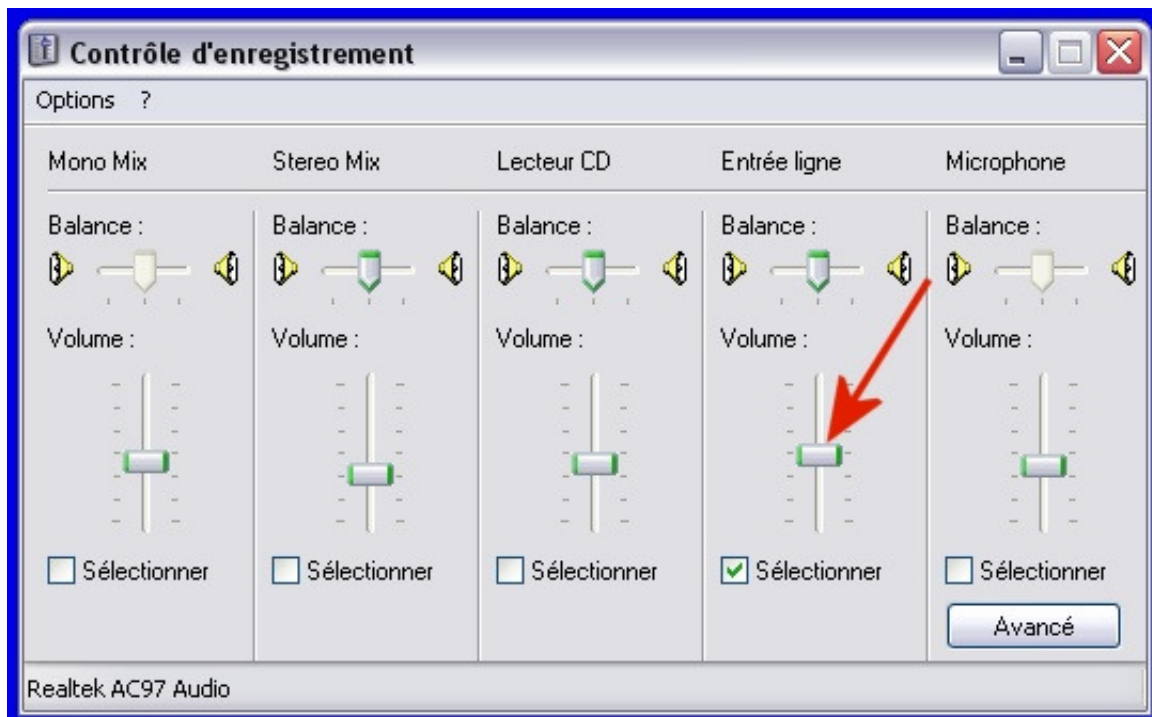 Contrôle d'enregistrement
Options ?
Mono Mix Stereo Mix Lecteur CD Entrée ligne Microphone
Balance : Balance : Balance : Balance : Balance :
Volume : Volume : Volume : Volume : Volume :
Sélectionner Sélectionner Sélectionner Sélectionner Sélectionner
Avancé
Realtek AC97 Audio